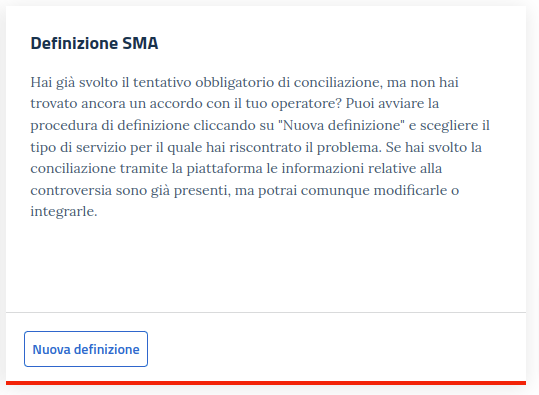 Definizione SMA
Hai già svolto il tentativo obbligatorio di conciliazione, ma non hai
trovato ancora un accordo con il tuo operatore? Puoi avviare la
procedura di definizione cliccando su "Nuova definizione" e scegliere il
tipo di servizio per il quale hai riscontrato il problema. Se hai svolto la
conciliazione tramite la piattaforma le informazioni relative alla
controversia sono già presenti, ma potrai comunque modificarle o
integrarle.
Nuova definizione